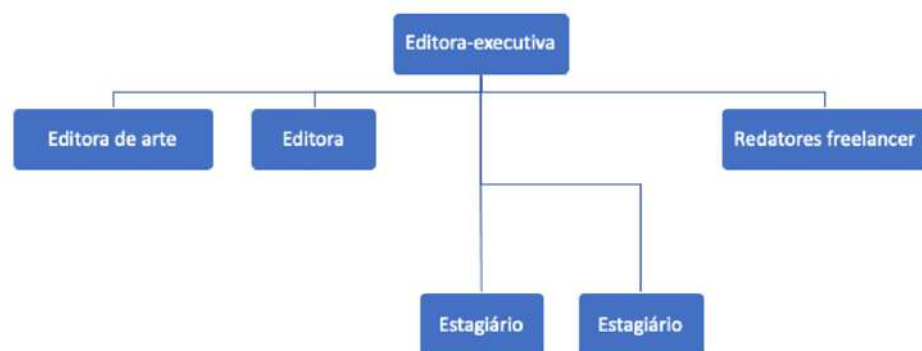 Editora-executiva
Editora de arte
Editora
Redatores freelancer
Estagiário
Estagiário